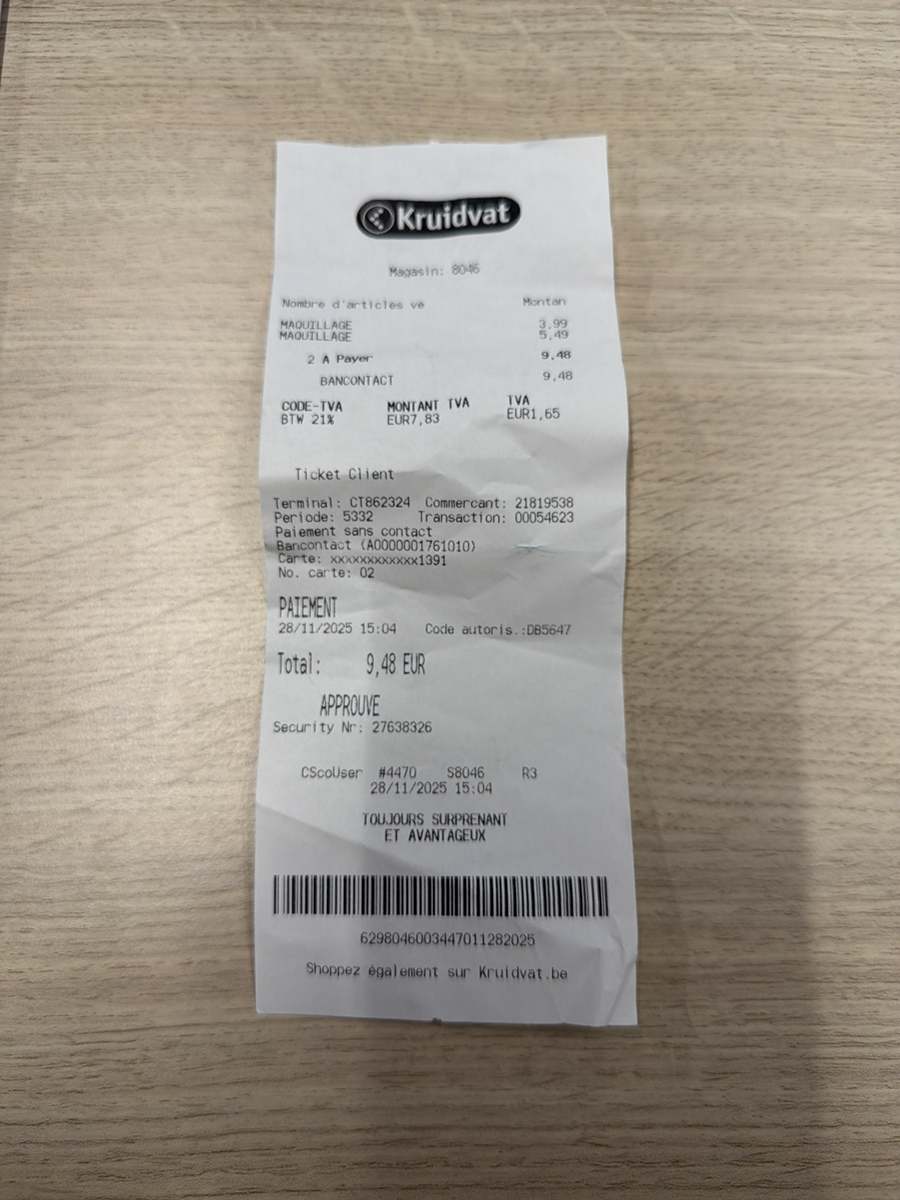 Kruidvat
Magasin: 8046
Nombre d'articles ve Montan
MAQUILLAGE 3,99
MAQUILLAGE 5,49
2 A Payer 9,48
BANCONTACT 9,48
CODE-TVA MONTANT TVA TVA
BTW 21% EUR7,83 EUR1,65
Ticket Client
Terminal: CT862324 Commercant: 21819538
Periode: 5332 Transaction: 00054623
Paiement sans contact
Bancontact (A0000001761010)
Carte: xxxxxxxxxxxx1391
No. carte: 02
PAIEMENT
28/11/2025 15:04 Code autoris.:DB5647
Total: 9,48 EUR
APPROUVE
Security Nr: 27638326
CScoUser #4470 S8046 R3
28/11/2025 15:04
TOUJOURS SURPRENANT
ET AVANTAGEUX
6298046003447011282025
Shoppez également sur Kruidvat.be